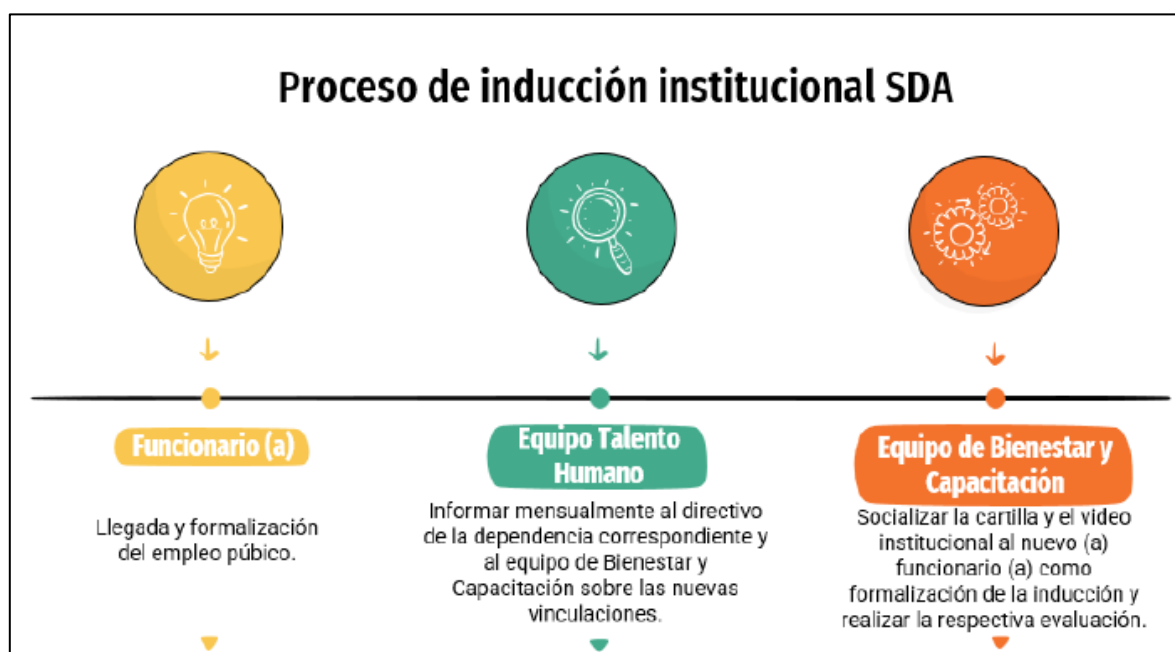 Proceso de inducción institucional SDA
Funcionario (a)
Llegada y formalización
del empleo púbico.
Equipo Talento
Humano
Informar mensualmente al directivo
de la dependencia correspondiente y
al equipo de Bienestar y
Capacitación sobre las nuevas
vinculaciones.
Equipo de Bienestar y
Capacitación
Socializar la cartilla y el video
institucional al nuevo (a)
funcionario (a) como
formalización de la inducción y
realizar la respectiva evaluación.